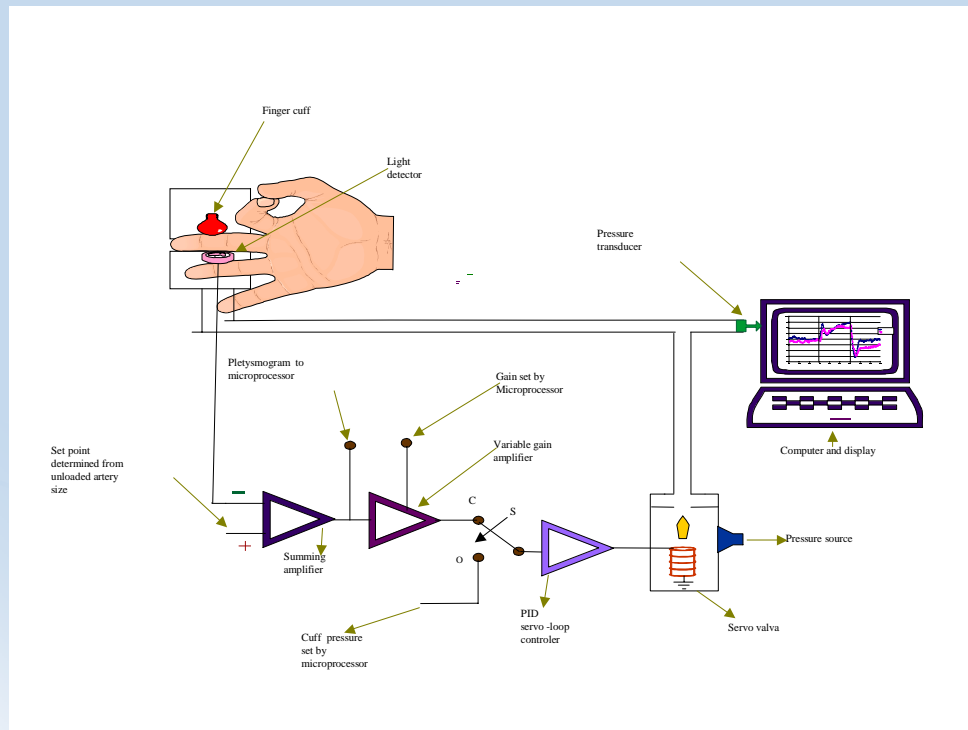 Finger cuff
Light
detector
Pressure
transducer
Pletysmogram to
microprocessor
Gain set by
Microprocessor
Set point
determined from
unloaded artery
size
Variable gain
amplifier
Computer and display
C
S
O
Summing
amplifier
Pressure source
PID
servo -loop
controler
Servo valva
Cuff pressure
set by
microprocessor